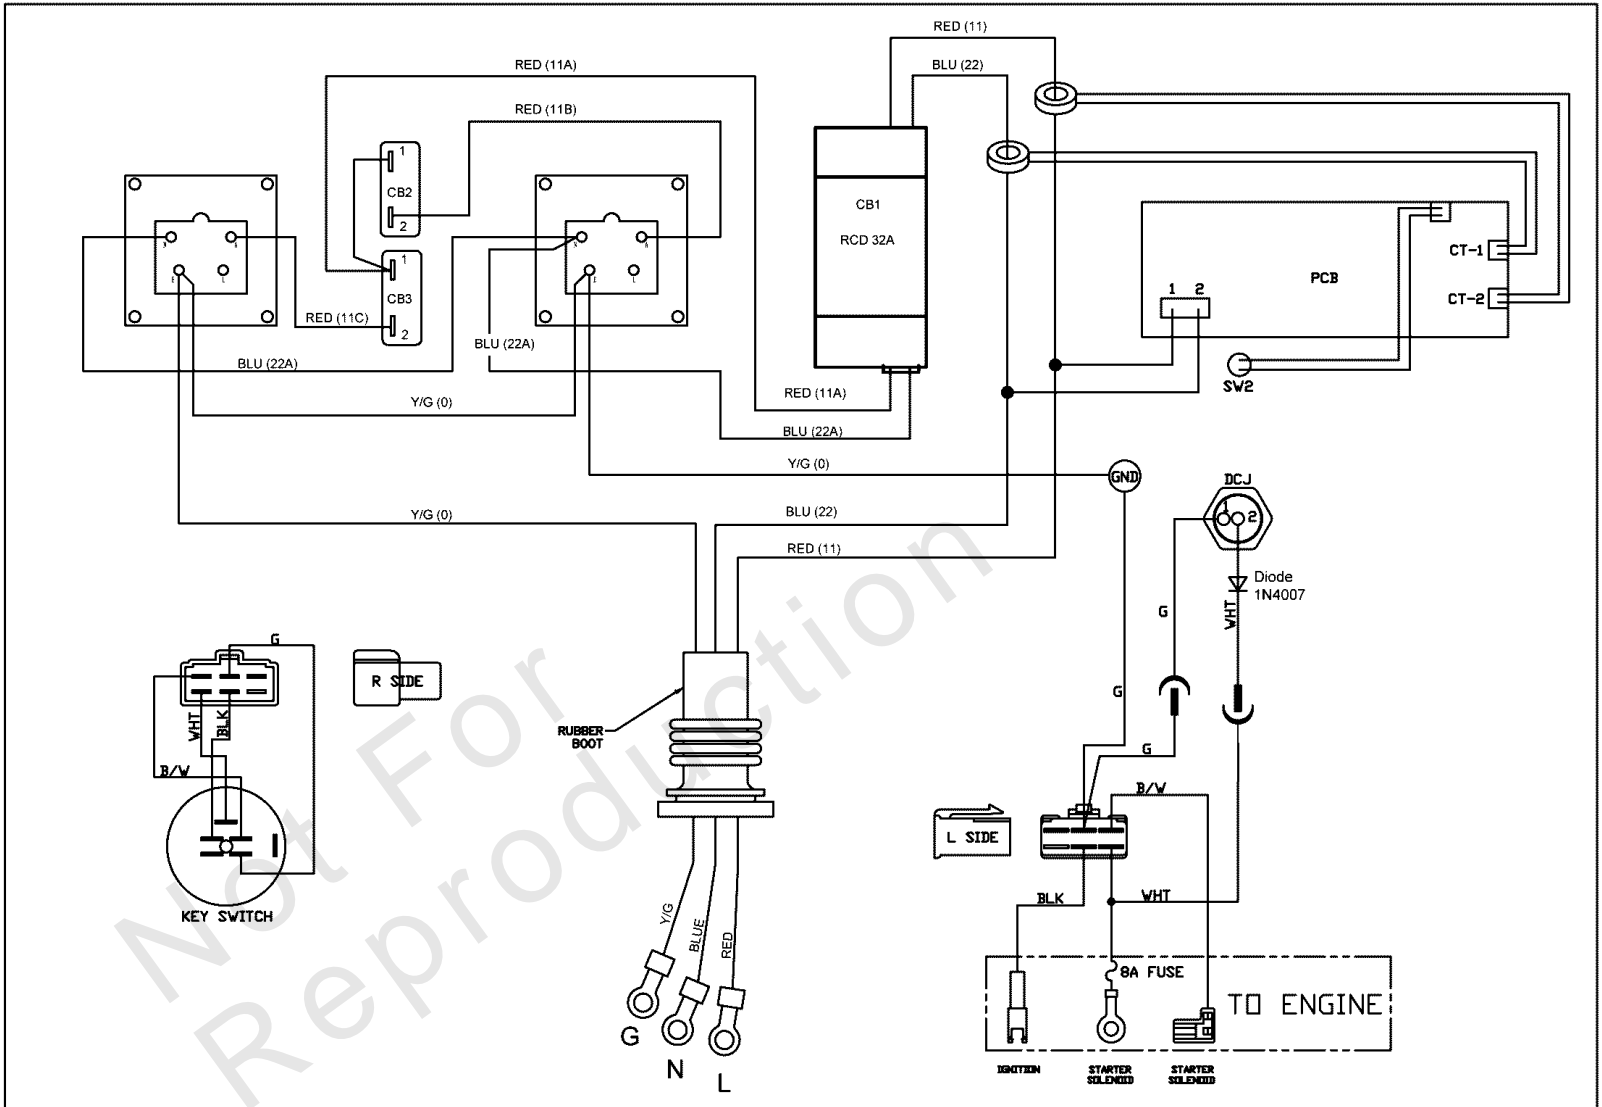 RED (11)
BLU (22)
RED (11A)
RED (11B)
1
CB2
2
1
CB3
2
CB1
RCD 32A
CT-1
PCB
1 2
CT-2
RED (11C)
BLU (22A)
BLU (22A)
SW2
RED (11A)
Y/G (0)
BLU (22A)
Y/G (0)
GND
DCJ
1 2
Y/G (0)
BLU (22)
RED (11)
Diode
1N4007
WHT
G
G
G
G
R SIDE
WHT
BLK
B/W
RUBBER
BOOT
KEY SWITCH
B/W
L SIDE
BLK
WHT
Y/G
BLUE
RED
8A FUSE
TO ENGINE
G
N
L
IGNITION
STARTER
SOLENOID
STARTER
SOLENOID
Not For
Reproduction